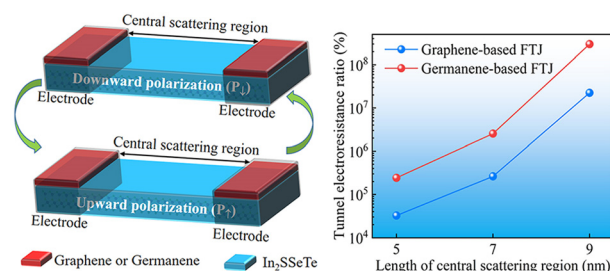 Central scattering region
Downward polarization (P↓)
Electrode
Electrode
Central scattering region
Upward polarization (P↑)
Electrode
Electrode
Graphene or Germanene
In₂SSeTe
Tunnel electroresistance ratio (%)
10⁸
10⁷
10⁶
10⁵
10⁴
Graphene-based FTJ
Germanene-based FTJ
5
7
9
Length of central scattering region (nm)